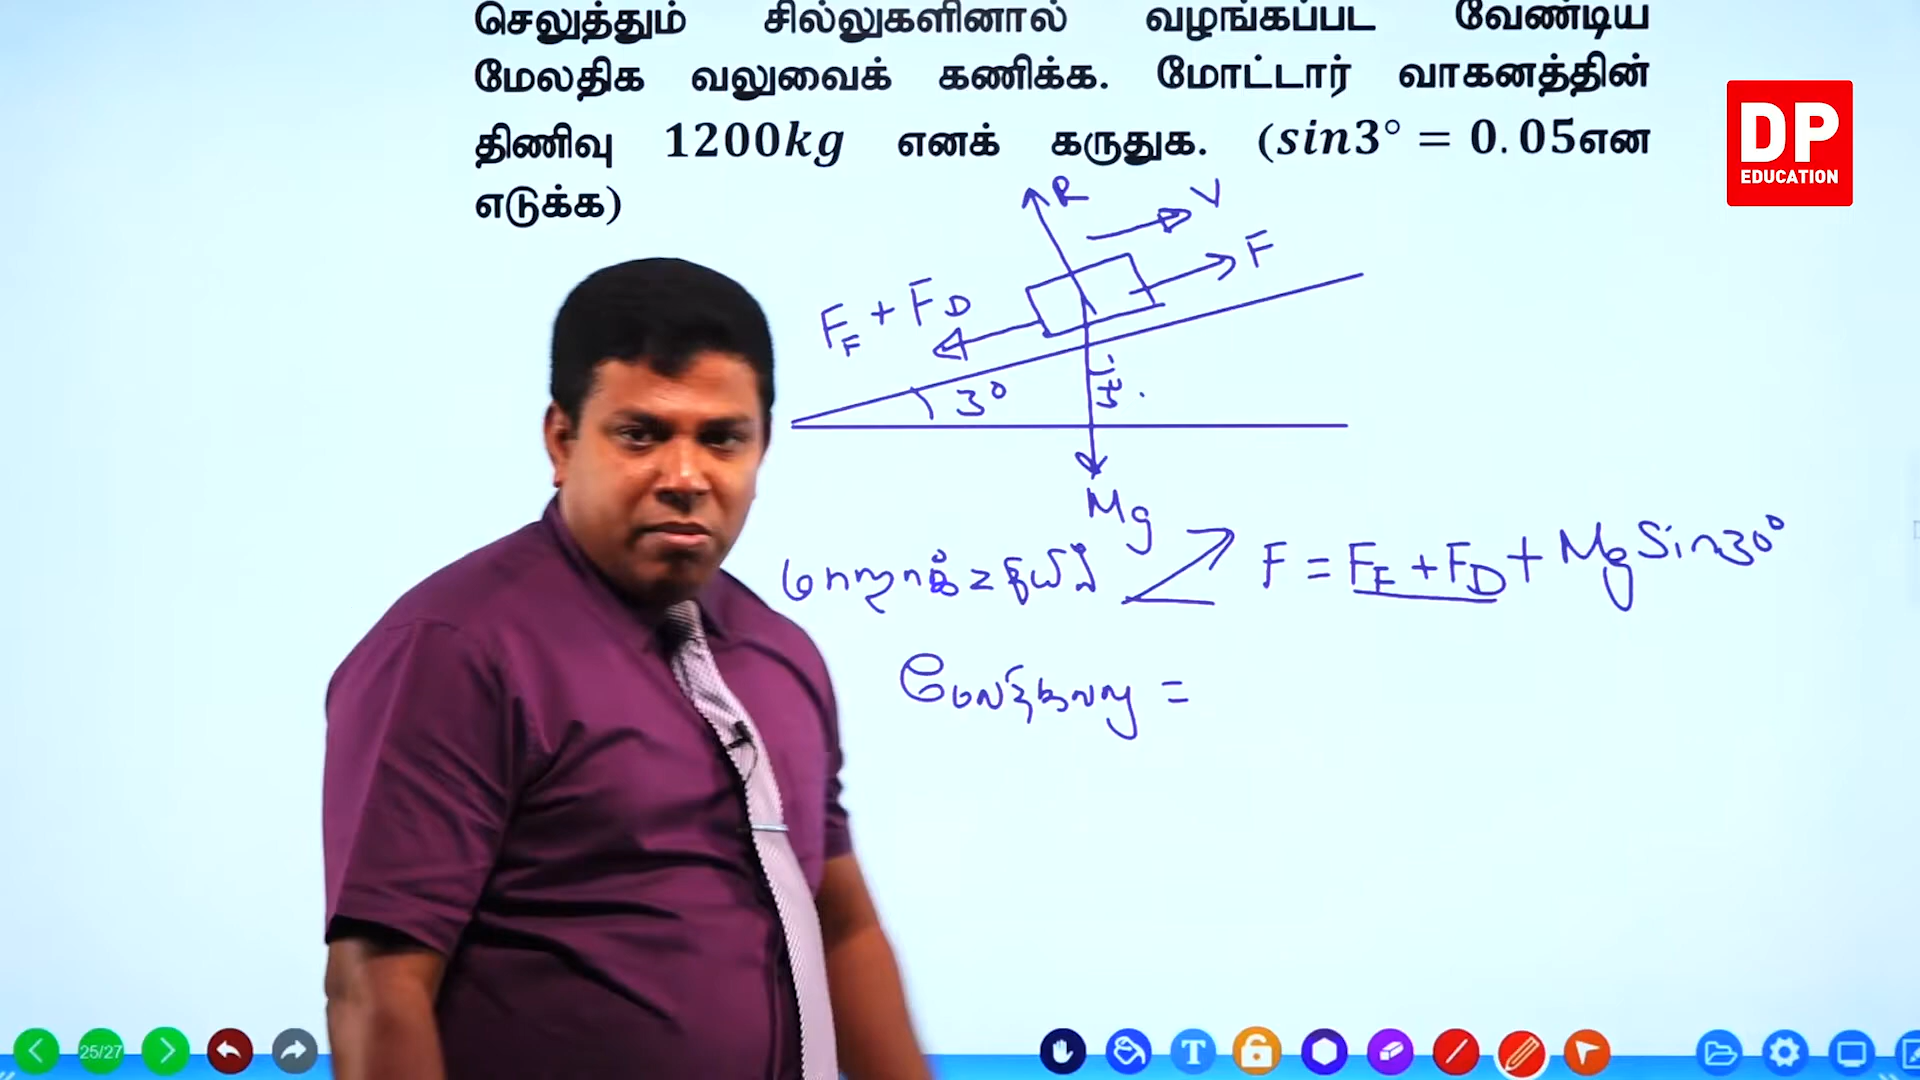 செலுத்தும் சில்லுகளினால் வழங்கப்பட வேண்டிய
மேலதிக வலுவைக் கணிக்க. மோட்டார் வாகனத்தின்
திணிவு 1200kg எனக் கருதுக. (sin3° = 0.05என
எடுக்க)
DP
EDUCATION
R
V
F
F_F + F_D
3°
Mg
F = F_F + F_D + Mg Sin30°
=
25/27
T